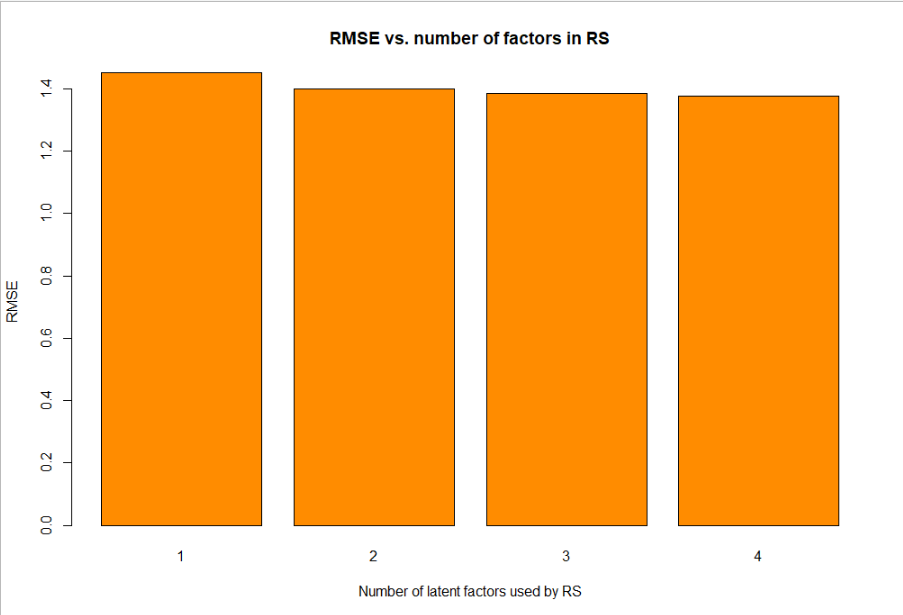 RMSE vs. number of factors in RS
RMSE
1.4
1.2
1.0
0.8
0.6
0.4
0.2
0.0
1 2 3 4
Number of latent factors used by RS